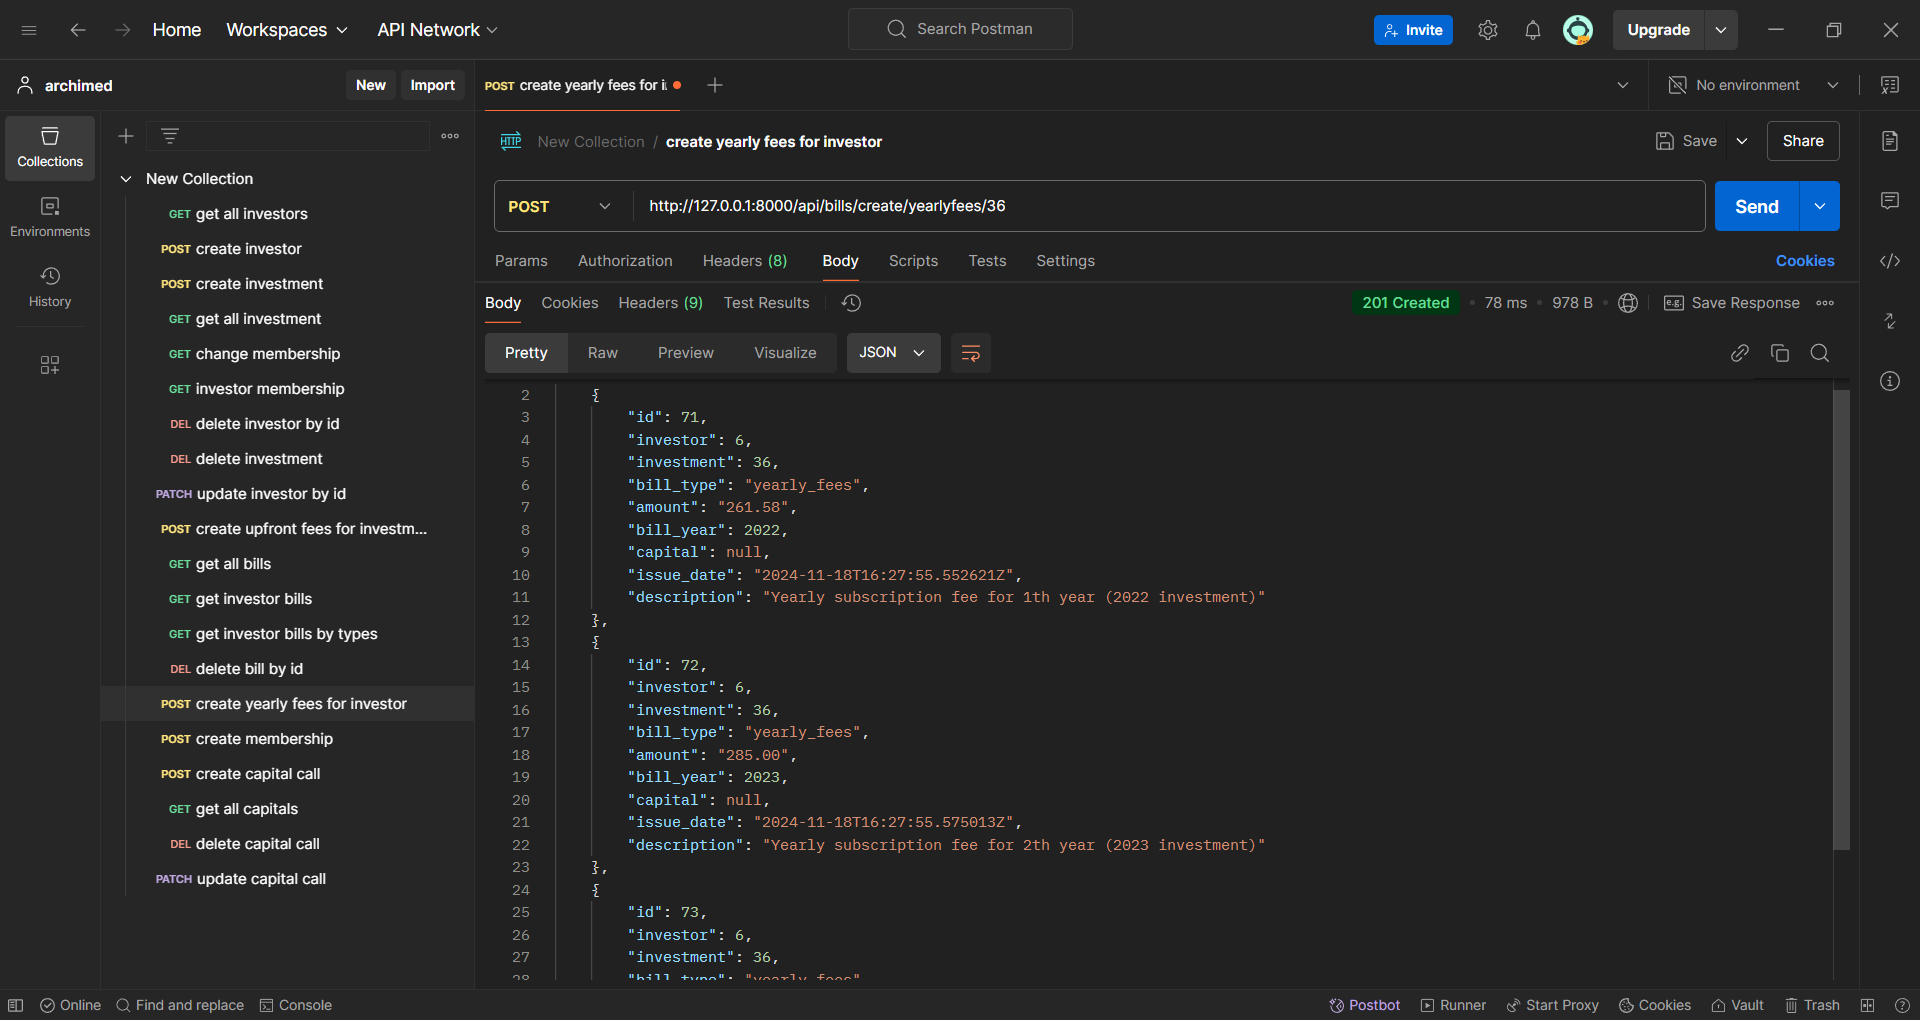 Home
Workspaces
API Network
Search Postman
Invite
Upgrade
archimed
New
Import
POST create yearly fees for i
No environment
Collections
Environments
History
New Collection
GET get all investors
POST create investor
POST create investment
GET get all investment
GET change membership
GET investor membership
DEL delete investor by id
DEL delete investment
PATCH update investor by id
POST create upfront fees for investm...
GET get all bills
GET get investor bills
GET get investor bills by types
DEL delete bill by id
POST create yearly fees for investor
POST create membership
POST create capital call
GET get all capitals
DEL delete capital call
PATCH update capital call
HTTP New Collection / create yearly fees for investor
Save
Share
POST http://127.0.0.1:8000/api/bills/create/yearlyfees/36
Send
Params Authorization Headers (8) Body Scripts Tests Settings
Cookies
Body Cookies Headers (9) Test Results
201 Created • 78 ms • 978 B •
e.g. Save Response
Pretty Raw Preview Visualize JSON
2 {
3 "id": 71,
4 "investor": 6,
5 "investment": 36,
6 "bill_type": "yearly_fees",
7 "amount": "261.58",
8 "bill_year": 2022,
9 "capital": null,
10 "issue_date": "2024-11-18T16:27:55.552621Z",
11 "description": "Yearly subscription fee for 1th year (2022 investment)"
12 },
13 {
14 "id": 72,
15 "investor": 6,
16 "investment": 36,
17 "bill_type": "yearly_fees",
18 "amount": "285.00",
19 "bill_year": 2023,
20 "capital": null,
21 "issue_date": "2024-11-18T16:27:55.575013Z",
22 "description": "Yearly subscription fee for 2th year (2023 investment)"
23 },
24 {
25 "id": 73,
26 "investor": 6,
27 "investment": 36,
28 "bill_type": "yearly_fees"
Online
Find and replace
Console
Postbot
Runner
Start Proxy
Cookies
Vault
Trash